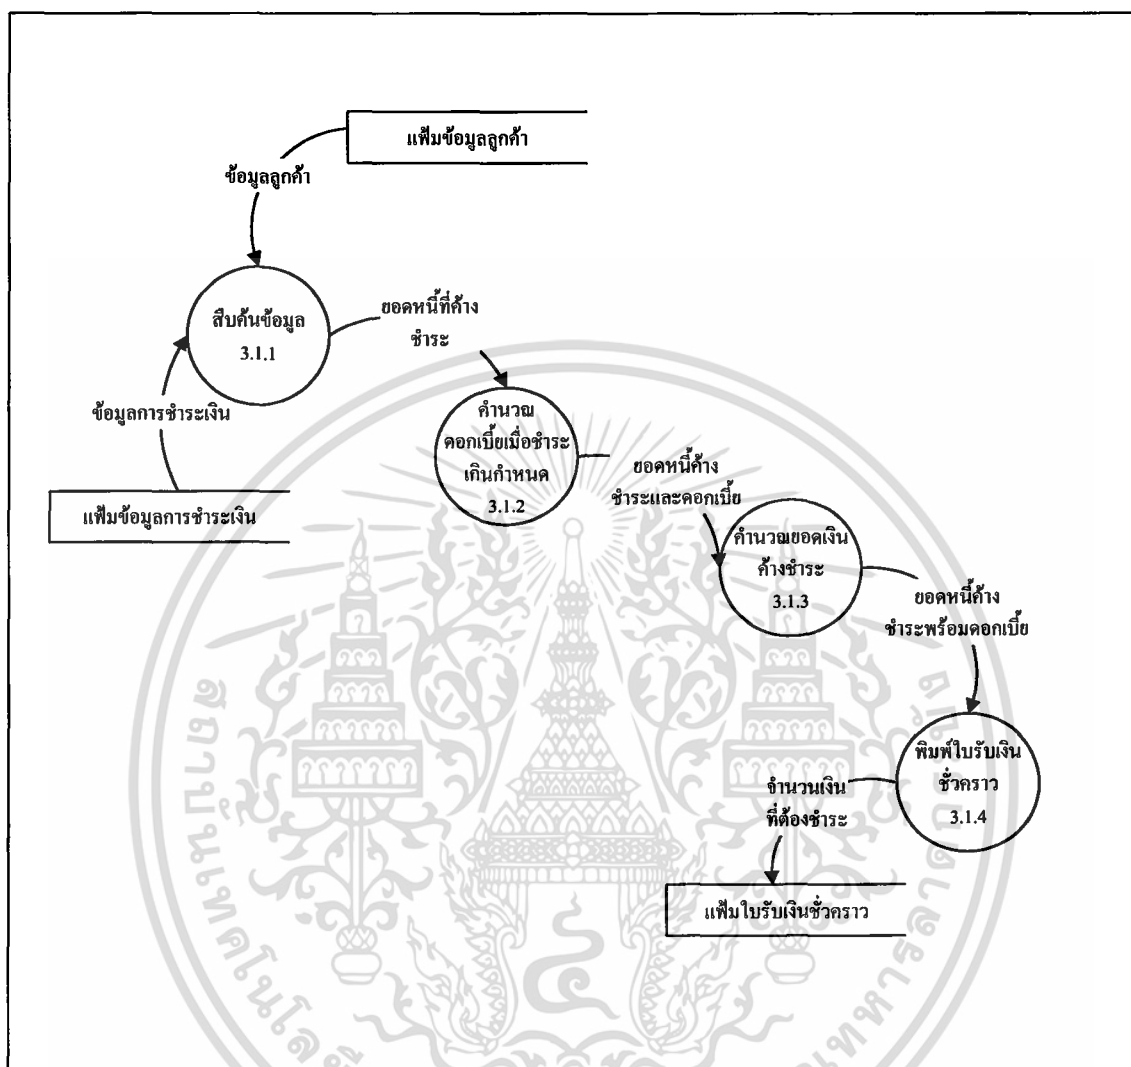 แฟ้มข้อมูลลูกค้า
ข้อมูลลูกค้า
สืบค้นข้อมูล
3.1.1
ยอดหนี้ที่ค้าง
ชำระ
ข้อมูลการชำระเงิน
แฟ้มข้อมูลการชำระเงิน
คำนวณ
ดอกเบี้ยเมื่อชำระ
เกินกำหนด
3.1.2
ยอดหนี้ค้าง
ชำระและดอกเบี้ย
คำนวณยอดเงิน
ค้างชำระ
3.1.3
ยอดหนี้ค้าง
ชำระพร้อมดอกเบี้ย
พิมพ์ใบรับเงิน
ชั่วคราว
3.1.4
จำนวนเงิน
ที่ต้องชำระ
แฟ้มใบรับเงินชั่วคราว